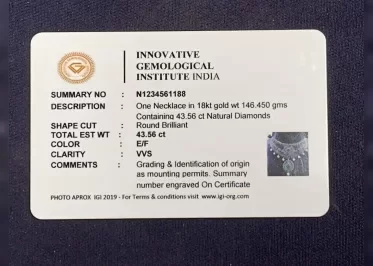 INNOVATIVE
GEMOLOGICAL
INSTITUTE INDIA
SUMMARY NO : N1234561188
DESCRIPTION : One Necklace in 18kt gold wt 146.450 gms
Containing 43.56 ct Natural Diamonds
SHAPE CUT : Round Brilliant
TOTAL EST WT : 43.56 ct
COLOR : E/F
CLARITY : VVS
COMMENTS : Grading & Identification of origin
as mounting permits. Summary
number engraved On Certificate
PHOTO APROX IGI 2019 - For Terms & conditions visit www.igi-org.com